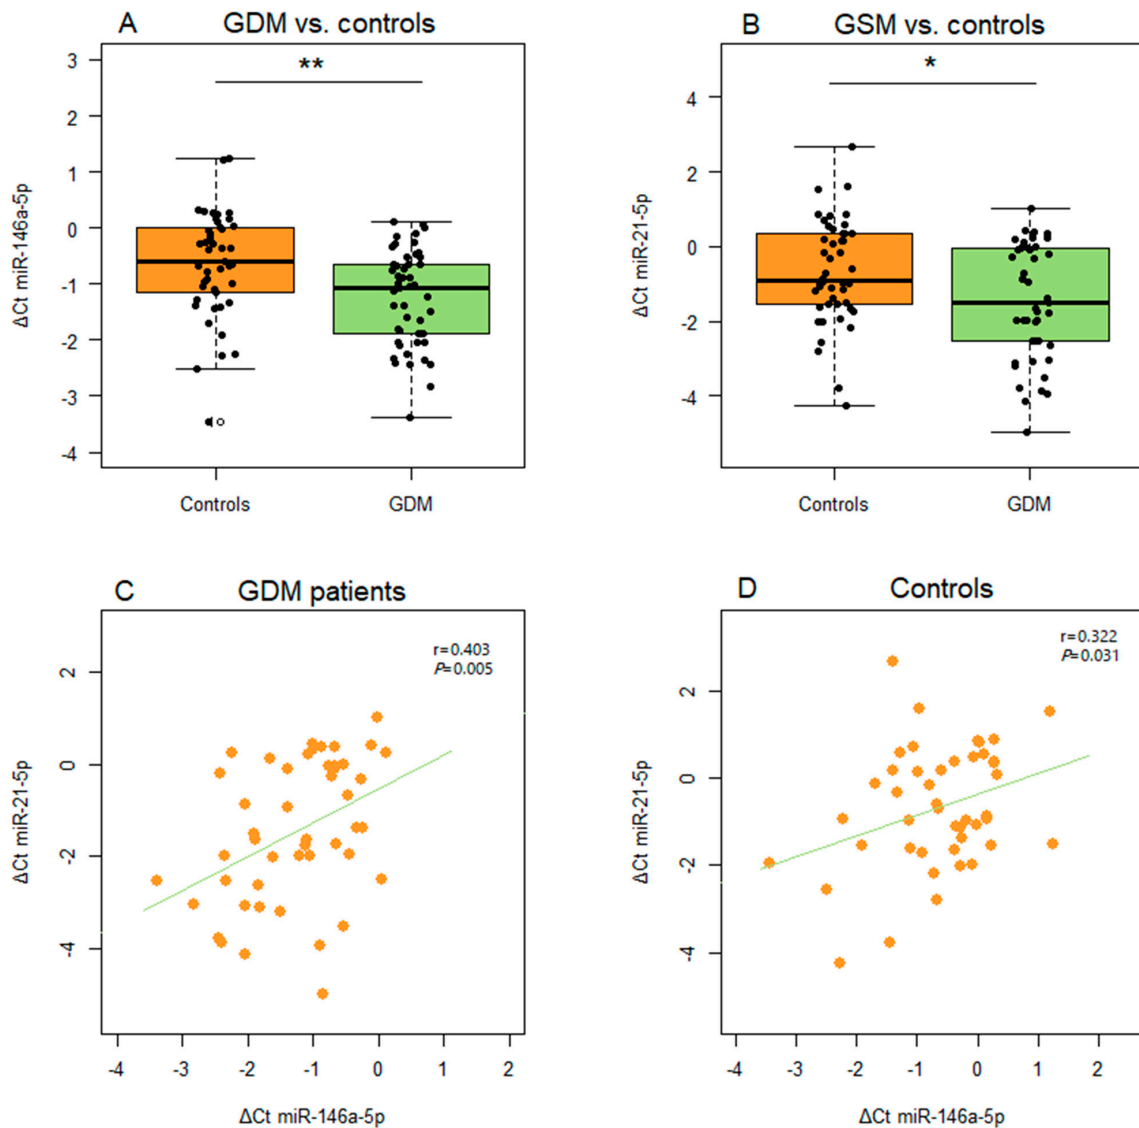 A GDM vs. controls
**
3
2
1
0
-1
-2
-3
-4
ΔCt miR-146a-5p
Controls GDM
B GSM vs. controls
*
4
2
0
-2
-4
ΔCt miR-21-5p
Controls GDM
C GDM patients
r=0.403
P=0.005
2
0
-2
-4
ΔCt miR-21-5p
-4 -3 -2 -1 0 1 2
ΔCt miR-146a-5p
D Controls
r=0.322
P=0.031
2
0
-2
-4
ΔCt miR-21-5p
-4 -3 -2 -1 0 1 2
ΔCt miR-146a-5p